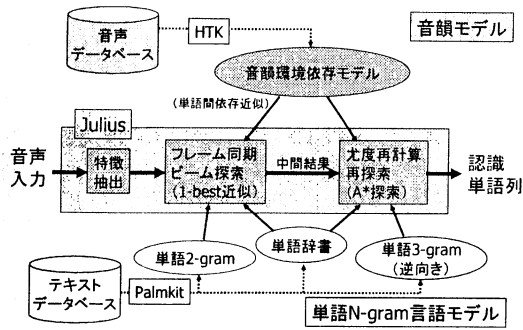 音声
データベース
HTK
音韻モデル
音韻環境依存モデル
(単語間依存近似)
Julius
音声
入力
特徴
抽出
フレーム同期
ビーム探索
(1-best近似)
中間結果
尤度再計算
再探索
(A*探索)
認識
単語列
単語2-gram
単語辞書
単語3-gram
(逆向き)
テキスト
データベース
Palmkit
単語N-gram言語モデル